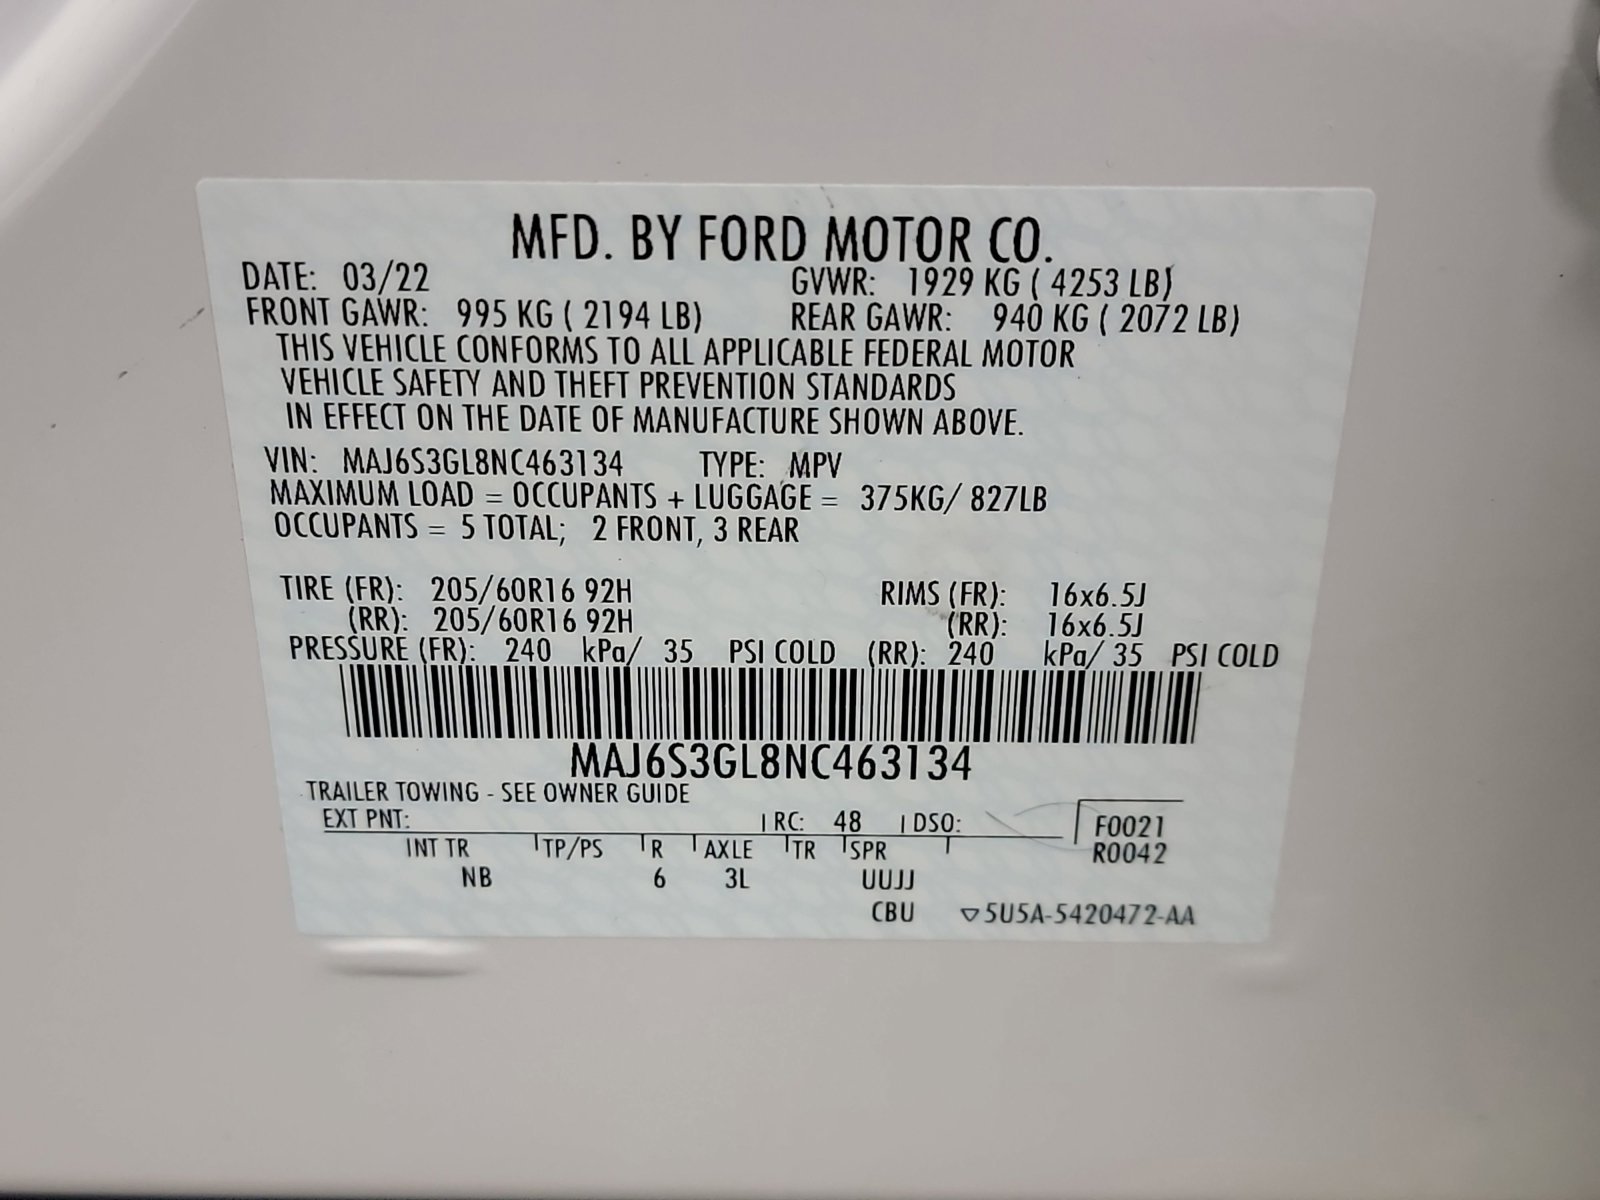 MFD. BY FORD MOTOR CO.
DATE: 03/22 GVWR: 1929 KG ( 4253 LB)
FRONT GAWR: 995 KG ( 2194 LB) REAR GAWR: 940 KG ( 2072 LB)
THIS VEHICLE CONFORMS TO ALL APPLICABLE FEDERAL MOTOR
VEHICLE SAFETY AND THEFT PREVENTION STANDARDS
IN EFFECT ON THE DATE OF MANUFACTURE SHOWN ABOVE.
VIN: MAJ6S3GL8NC463134 TYPE: MPV
MAXIMUM LOAD = OCCUPANTS + LUGGAGE = 375KG/ 827LB
OCCUPANTS = 5 TOTAL; 2 FRONT, 3 REAR
TIRE (FR): 205/60R16 92H RIMS (FR): 16x6.5J
(RR): 205/60R16 92H (RR): 16x6.5J
PRESSURE (FR): 240 kPa/ 35 PSI COLD (RR): 240 kPa/ 35 PSI COLD
MAJ6S3GL8NC463134
TRAILER TOWING - SEE OWNER GUIDE
EXT PNT: RC: 48 DSO: F0021
INT TR TP/PS R AXLE TR SPR R0042
NB 6 3L UUJJ
CBU ▽5U5A-5420472-AA